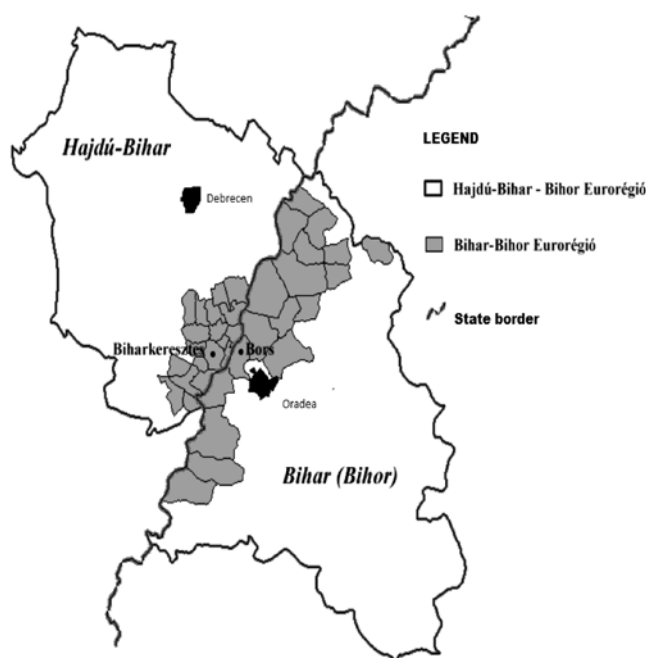 Hajdú-Bihar
Debrecen
LEGEND
Hajdú-Bihar - Bihor Eurorégió
Bihar-Bihor Eurorégió
State border
Biharkeresztes
Bors
Oradea
Bihar (Bihor)